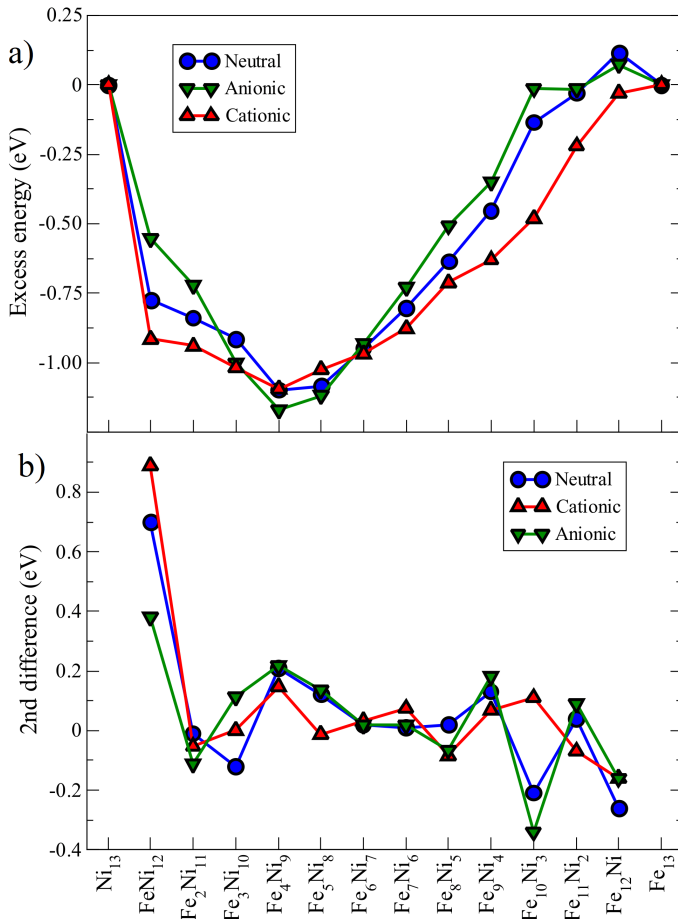 a)
Excess energy (eV)
0.25
0
-0.25
-0.50
-0.75
-1.00
Neutral
Anionic
Cationic
b)
2nd difference (eV)
0.8
0.6
0.4
0.2
0
-0.2
-0.4
Neutral
Cationic
Anionic
Ni₁₃
FeNi₁₂
Fe₂Ni₁₁
Fe₃Ni₁₀
Fe₄Ni₉
Fe₅Ni₈
Fe₆Ni₇
Fe₇Ni₆
Fe₈Ni₅
Fe₉Ni₄
Fe₁₀Ni₃
Fe₁₁Ni₂
Fe₁₂Ni
Fe₁₃